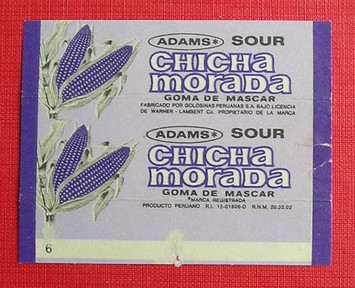 ADAMS* SOUR
CHICHA
MORADA
GOMA DE MASCAR
FABRICADO POR GOLOSINAS PERUANAS S.A. BAJO LICENCIA
DE WARNER - LAMBERT Co. PROPIETARIO DE LA MARCA
ADAMS* SOUR
CHICHA
MORADA
GOMA DE MASCAR
*MARCA REGISTRADA
PRODUCTO PERUANO R.I. 15-01606-D R.N.M. 20.33.02
6